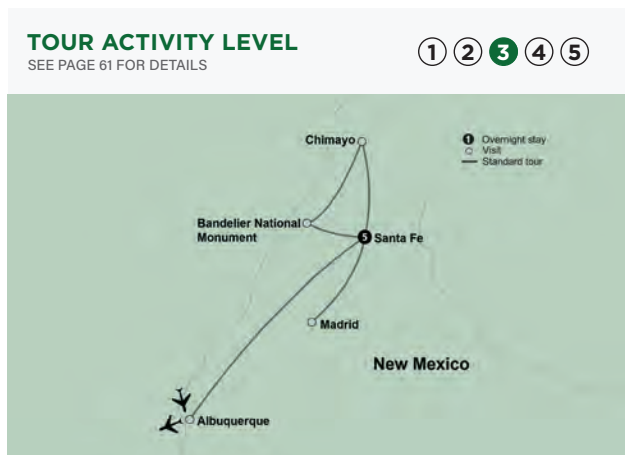 TOUR ACTIVITY LEVEL
SEE PAGE 61 FOR DETAILS
1 2 3 4 5
Chimayo
1 Overnight stay
Visit
Standard tour
Bandelier National
Monument
5 Santa Fe
Madrid
New Mexico
Albuquerque